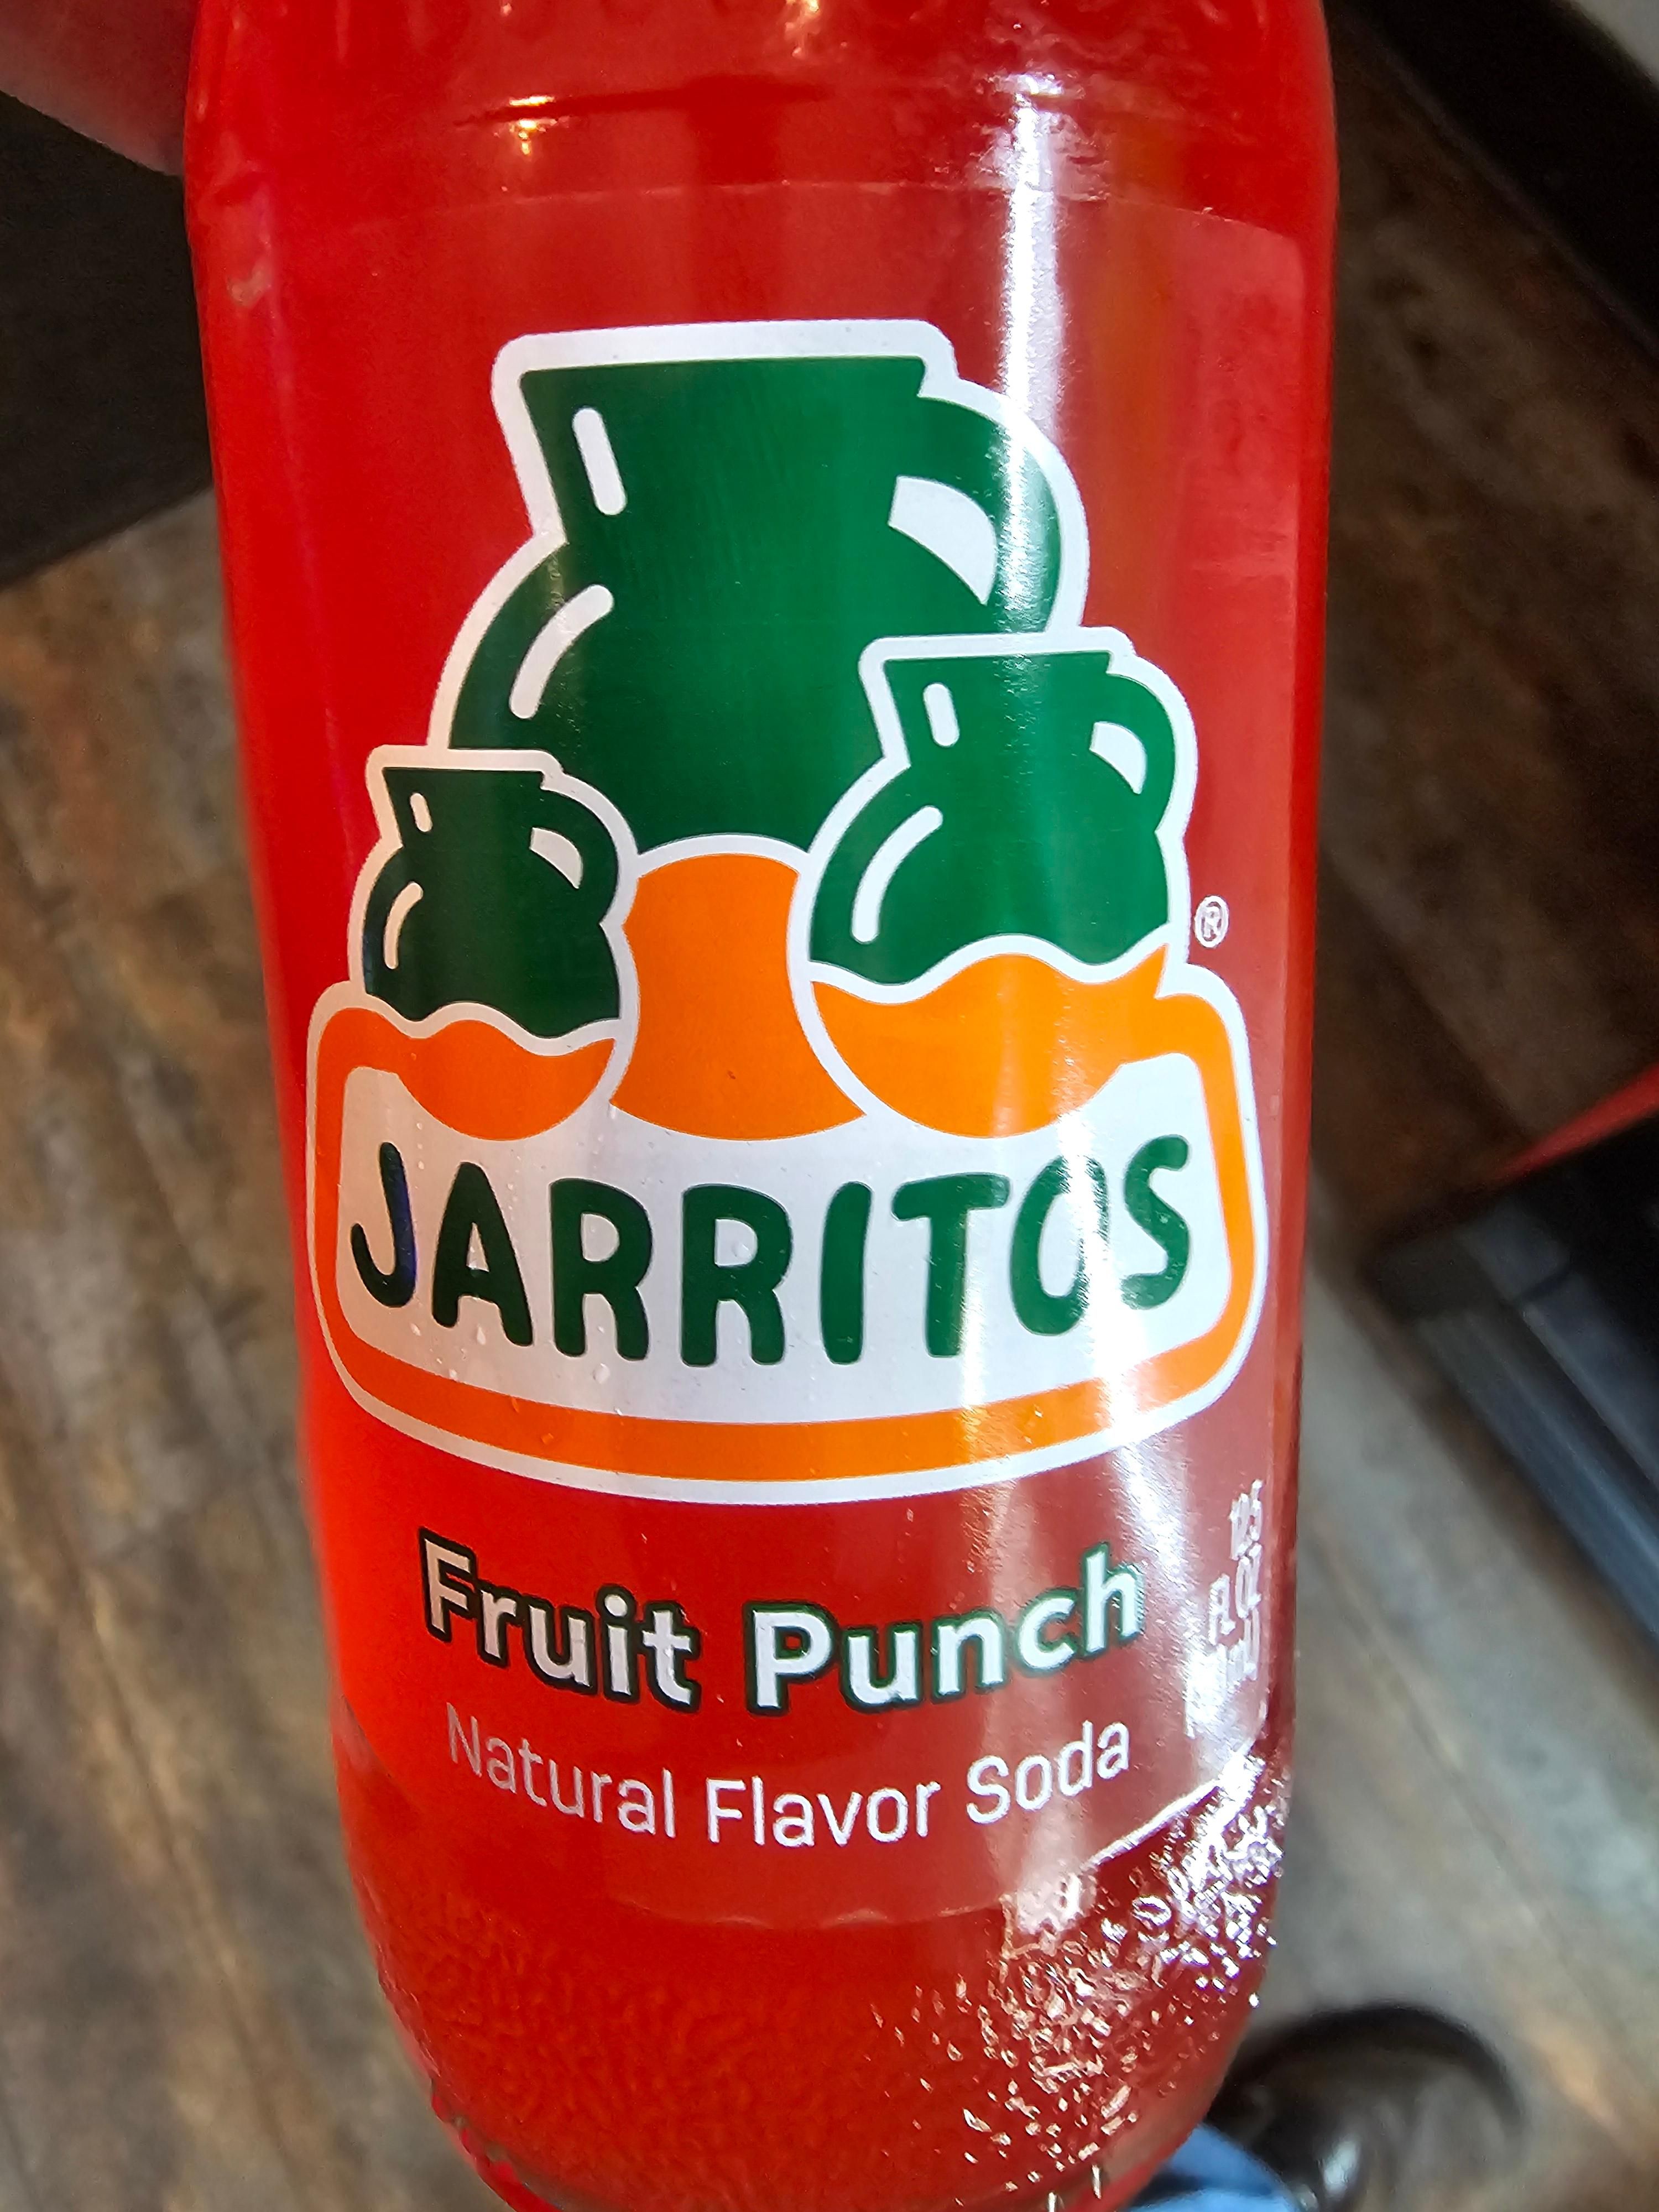 ®
JARRITOS
Fruit Punch
Natural Flavor Soda